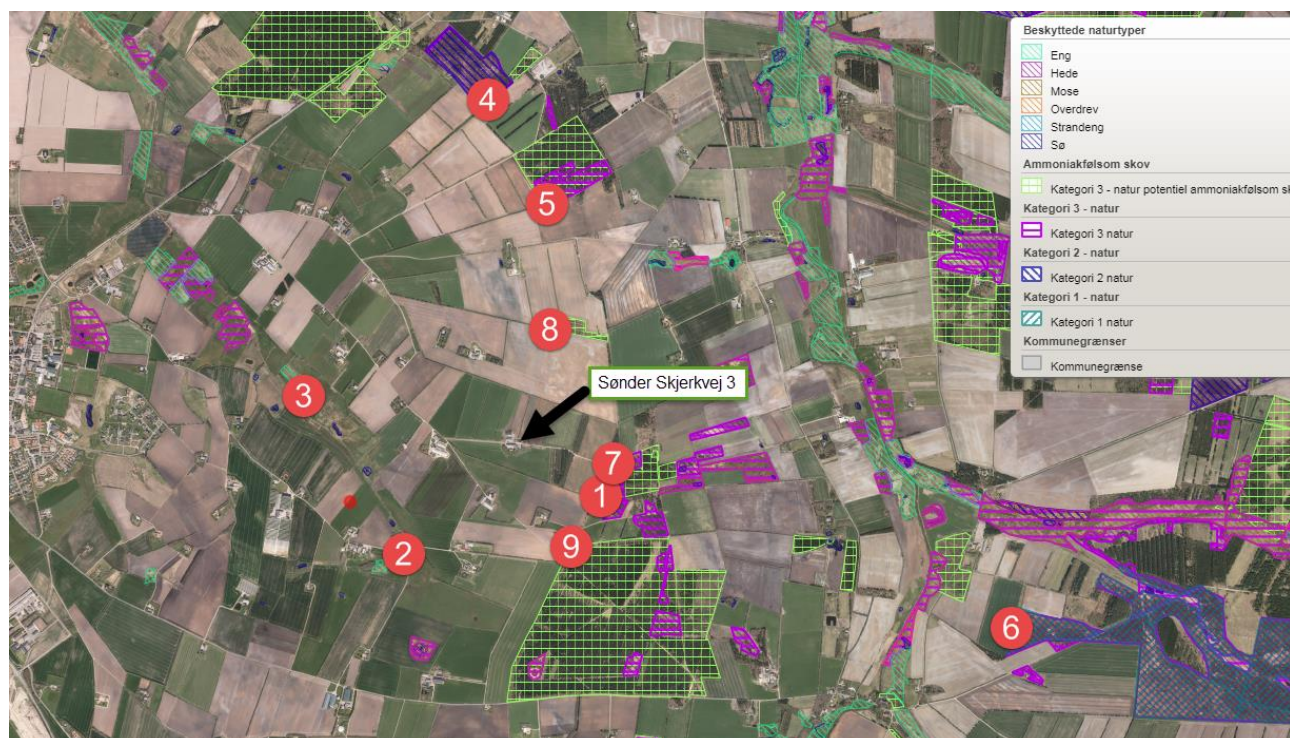 Beskyttede naturtyper
Eng
Hede
Mose
Overdrev
Strandeng
Sø
Ammoniakfølsom skov
Kategori 3 - natur potentiel ammoniakfølsom sk
Kategori 3 - natur
Kategori 3 natur
Kategori 2 - natur
Kategori 2 natur
Kategori 1 - natur
Kategori 1 natur
Kommunegrænser
Kommunegrænse
4
5
8
3
Sønder Skjerkvej 3
7
1
9
2
6